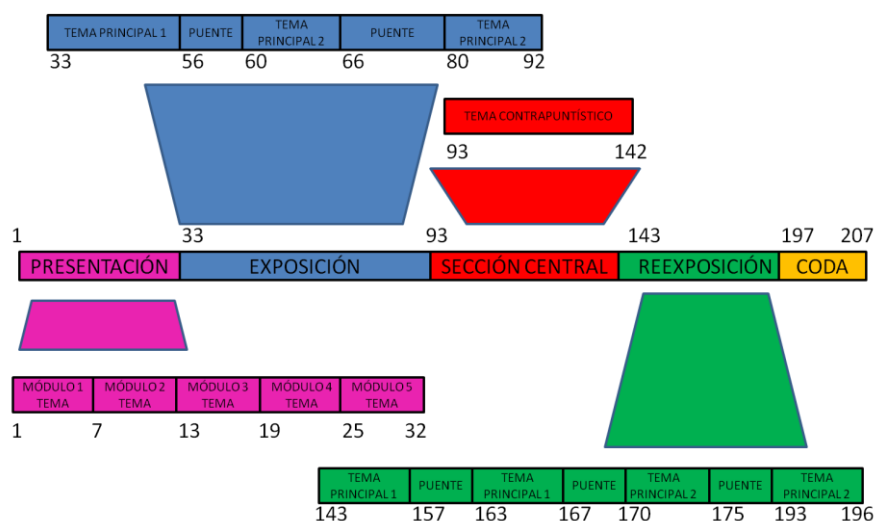 TEMA PRINCIPAL 1 PUENTE TEMA PRINCIPAL 2 PUENTE TEMA PRINCIPAL 2
33 56 60 66 80 92
TEMA CONTRAPUNTÍSTICO
93 142
1 33 93 143 197 207
PRESENTACIÓN EXPOSICIÓN SECCIÓN CENTRAL REEXPOSICIÓN CODA
MÓDULO 1 TEMA MÓDULO 2 TEMA MÓDULO 3 TEMA MÓDULO 4 TEMA MÓDULO 5 TEMA
1 7 13 19 25 32
TEMA PRINCIPAL 1 PUENTE TEMA PRINCIPAL 1 PUENTE TEMA PRINCIPAL 2 PUENTE TEMA PRINCIPAL 2
143 157 163 167 170 175 193 196